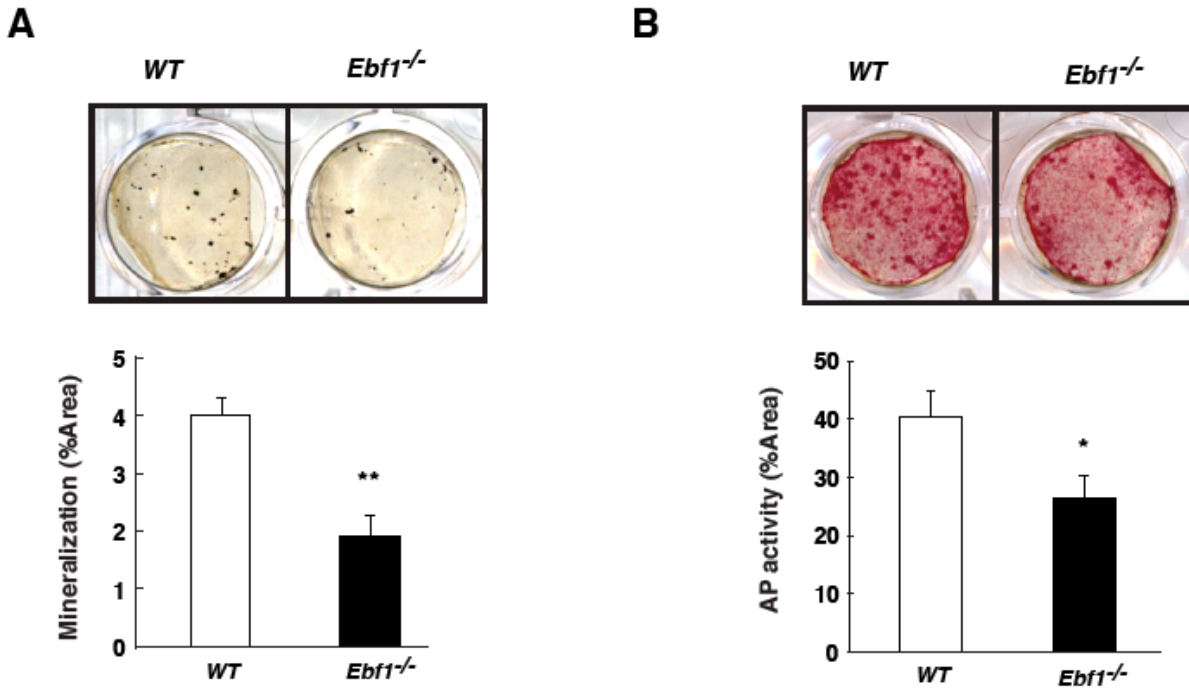 A
B
WT
Ebf1-/-
WT
Ebf1-/-
5
4
3
2
1
0
Mineralization (%Area)
**
WT
Ebf1-/-
50
40
30
20
10
0
AP activity (%Area)
*
WT
Ebf1-/-